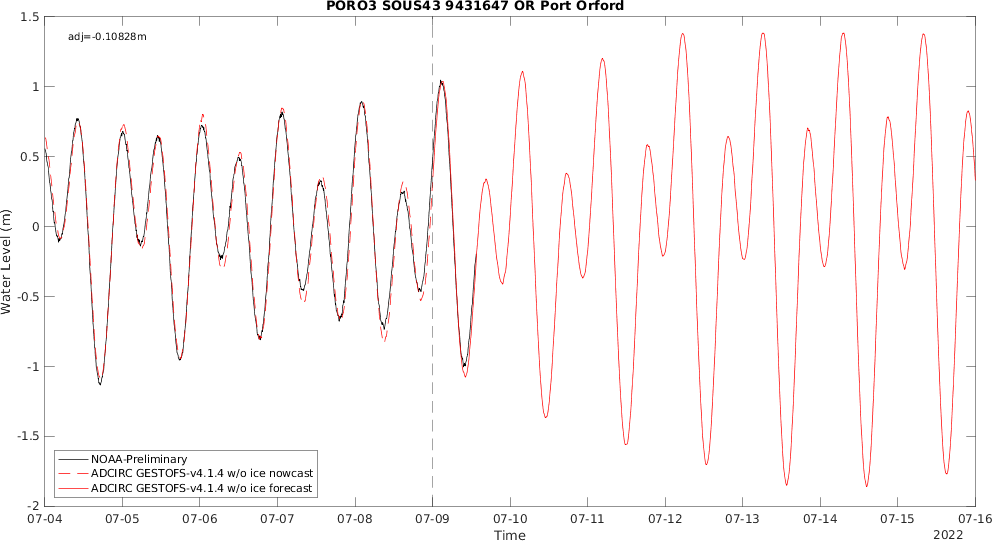 PORO3 SOUS43 9431647 OR Port Orford
adj=-0.10828m
1.5
1
0.5
0
-0.5
-1
-1.5
-2
Water Level (m)
NOAA-Preliminary
ADCIRC GESTOFS-v4.1.4 w/o ice nowcast
ADCIRC GESTOFS-v4.1.4 w/o ice forecast
07-04 07-05 07-06 07-07 07-08 07-09 07-10 07-11 07-12 07-13 07-14 07-15 07-16
Time
2022